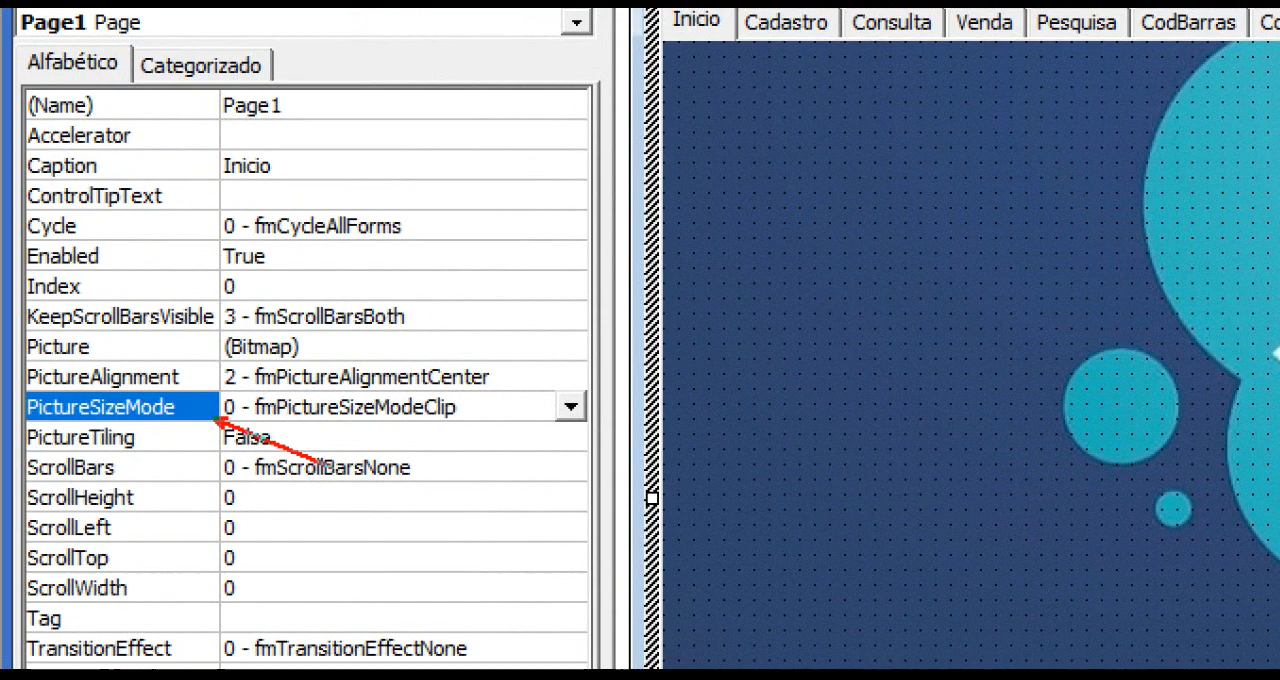 Page1 Page
Alfabético Categorizado
(Name) Page1
Accelerator
Caption Inicio
ControlTipText
Cycle 0 - fmCycleAllForms
Enabled True
Index 0
KeepScrollBarsVisible 3 - fmScrollBarsBoth
Picture (Bitmap)
PictureAlignment 2 - fmPictureAlignmentCenter
PictureSizeMode 0 - fmPictureSizeModeClip
PictureTiling Falsa
ScrollBars 0 - fmScrollBarsNone
ScrollHeight 0
ScrollLeft 0
ScrollTop 0
ScrollWidth 0
Tag
TransitionEffect 0 - fmTransitionEffectNone
Inicio Cadastro Consulta Venda Pesquisa CodBarras